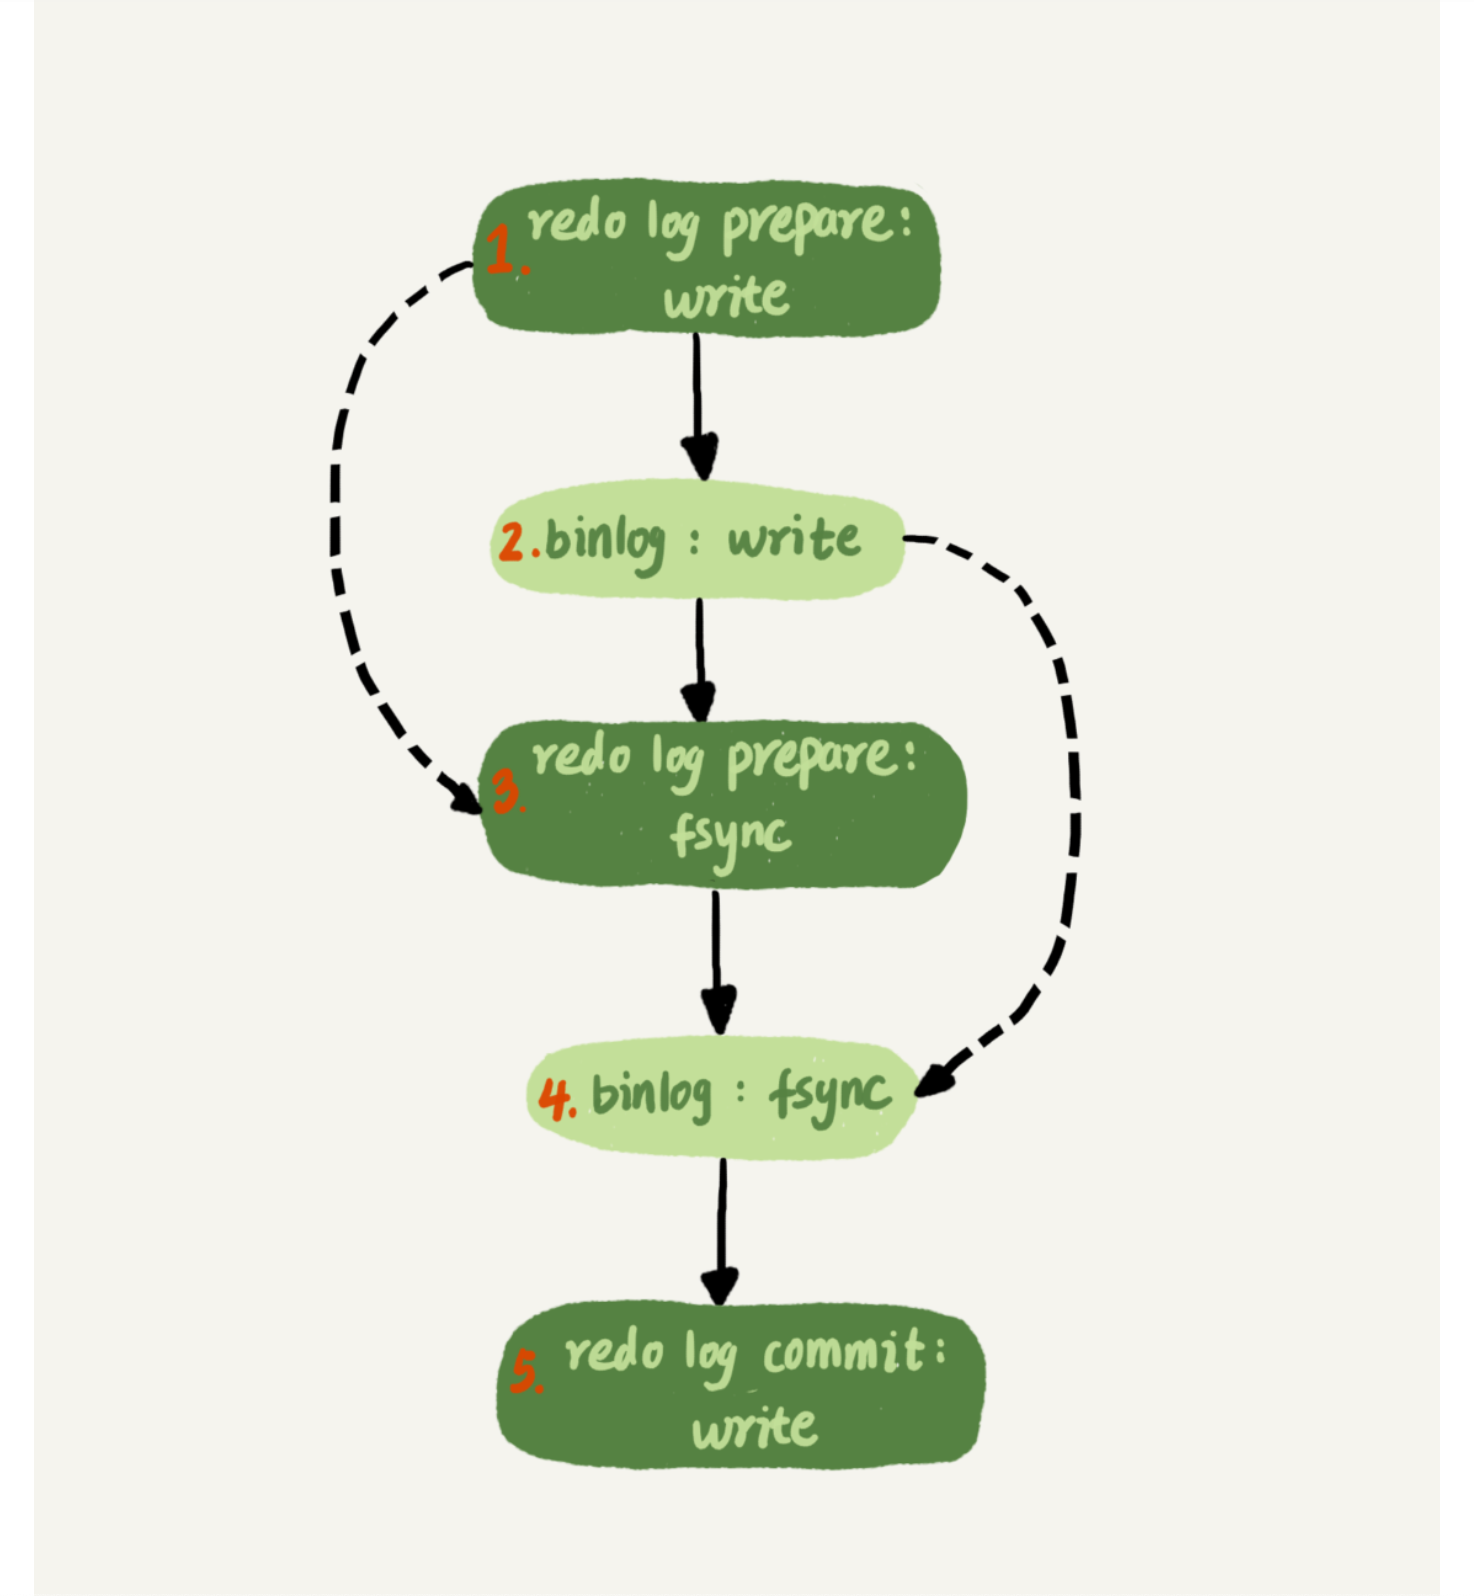 1. redo log prepare:
write
2. binlog : write
3. redo log prepare:
fsync
4. binlog : fsync
5. redo log commit:
write